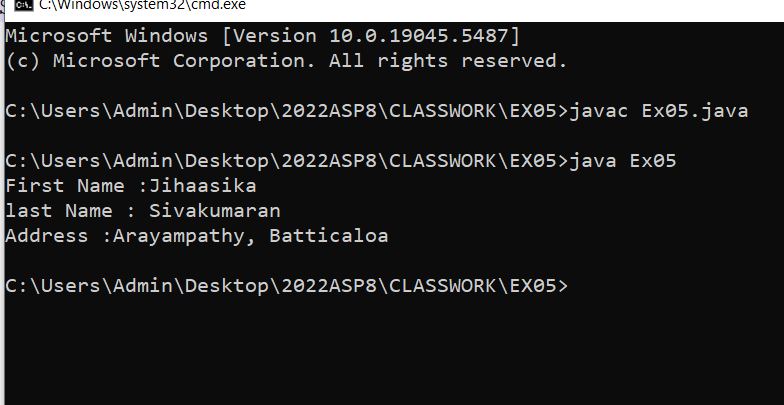 C:\Windows\system32\cmd.exe
Microsoft Windows [Version 10.0.19045.5487]
(c) Microsoft Corporation. All rights reserved.
C:\Users\Admin\Desktop\2022ASP8\CLASSWORK\EX05>javac Ex05.java
C:\Users\Admin\Desktop\2022ASP8\CLASSWORK\EX05>java Ex05
First Name :Jihaasika
last Name : Sivakumaran
Address :Arayampathy, Batticaloa
C:\Users\Admin\Desktop\2022ASP8\CLASSWORK\EX05>